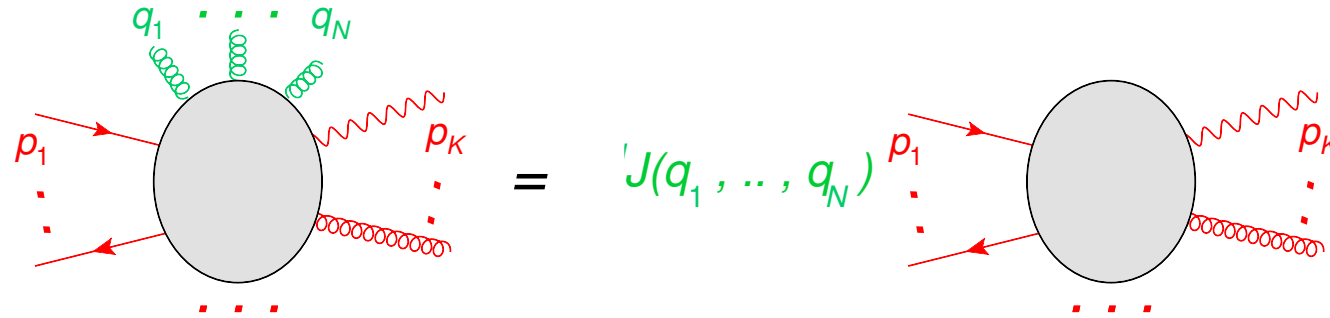 q1 . . . qN
p1 pK = J(q1 , .. , qN) p1 pK
. . .
. . .